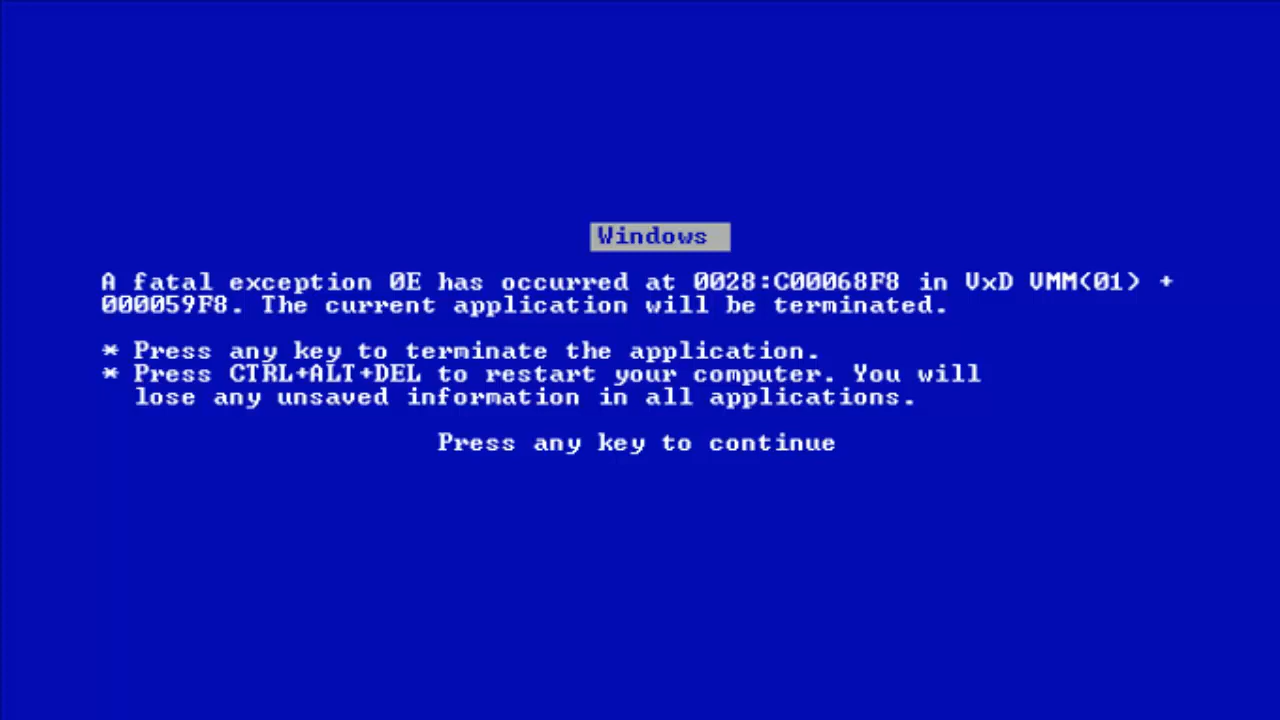 Windows
A fatal exception 0E has occurred at 0028:C00068F8 in VxD VMM(01) +
000059F8. The current application will be terminated.
* Press any key to terminate the application.
* Press CTRL+ALT+DEL to restart your computer. You will
lose any unsaved information in all applications.
Press any key to continue